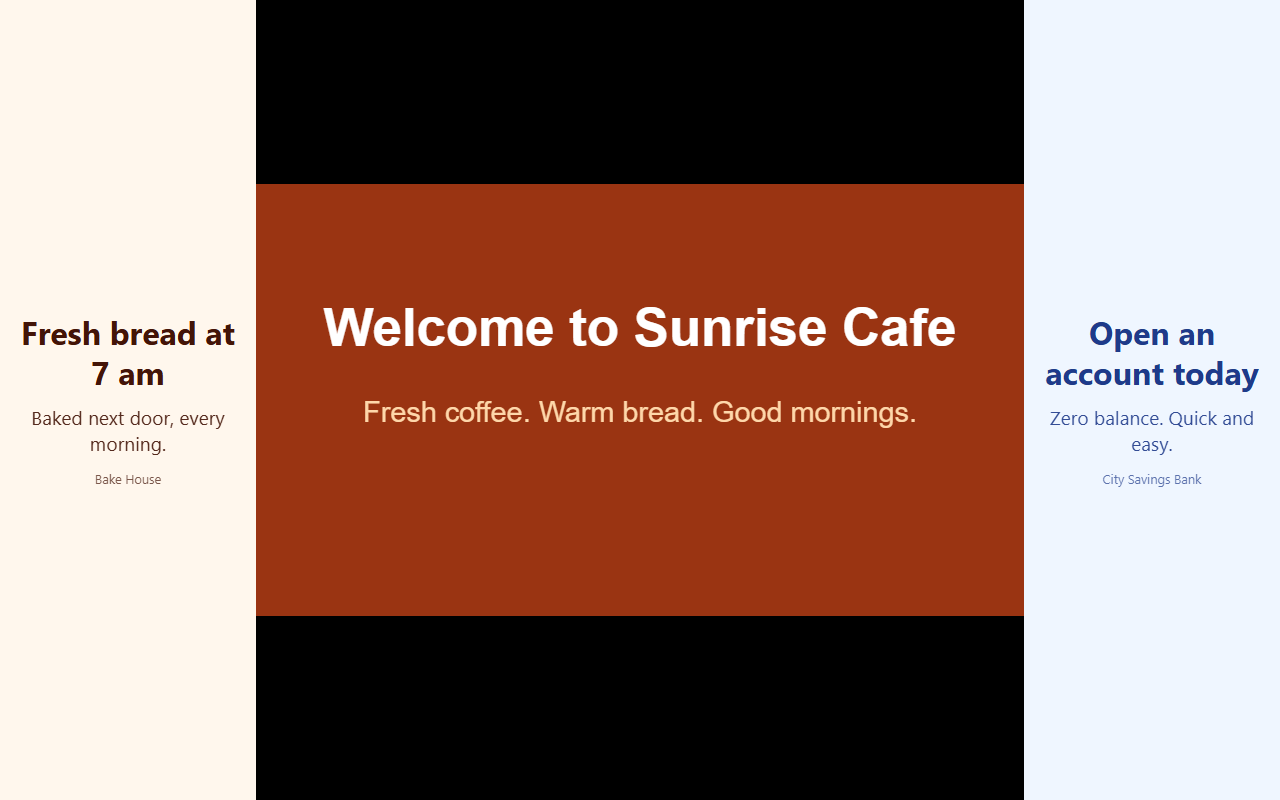 Fresh bread at
7 am
Baked next door, every
morning.
Bake House
Welcome to Sunrise Cafe
Fresh coffee. Warm bread. Good mornings.
Open an
account today
Zero balance. Quick and
easy.
City Savings Bank